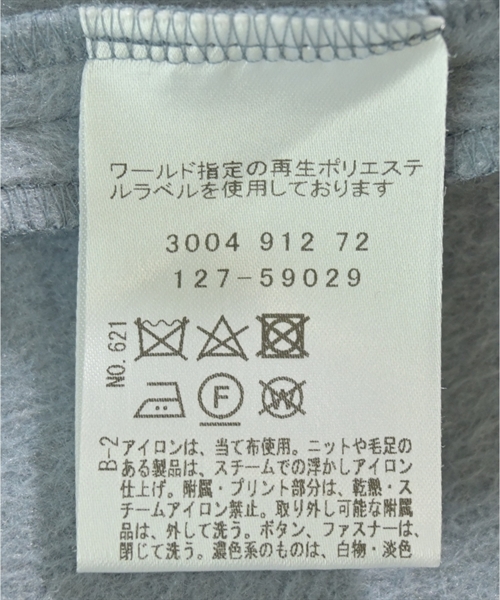 ワールド指定の再生ポリエステ
ルラベルを使用しております
3004 912 72
127-59029
NO. 621
F
W
B-2
アイロンは、当て布使用。ニットや毛足の
ある製品は、スチームでの浮かしアイロン
仕上げ。附属・プリント部分は、乾熱・ス
チームアイロン禁止。取り外し可能な附属
品は、外して洗う。ボタン、ファスナーは、
閉じて洗う。濃色系のものは、白物・淡色